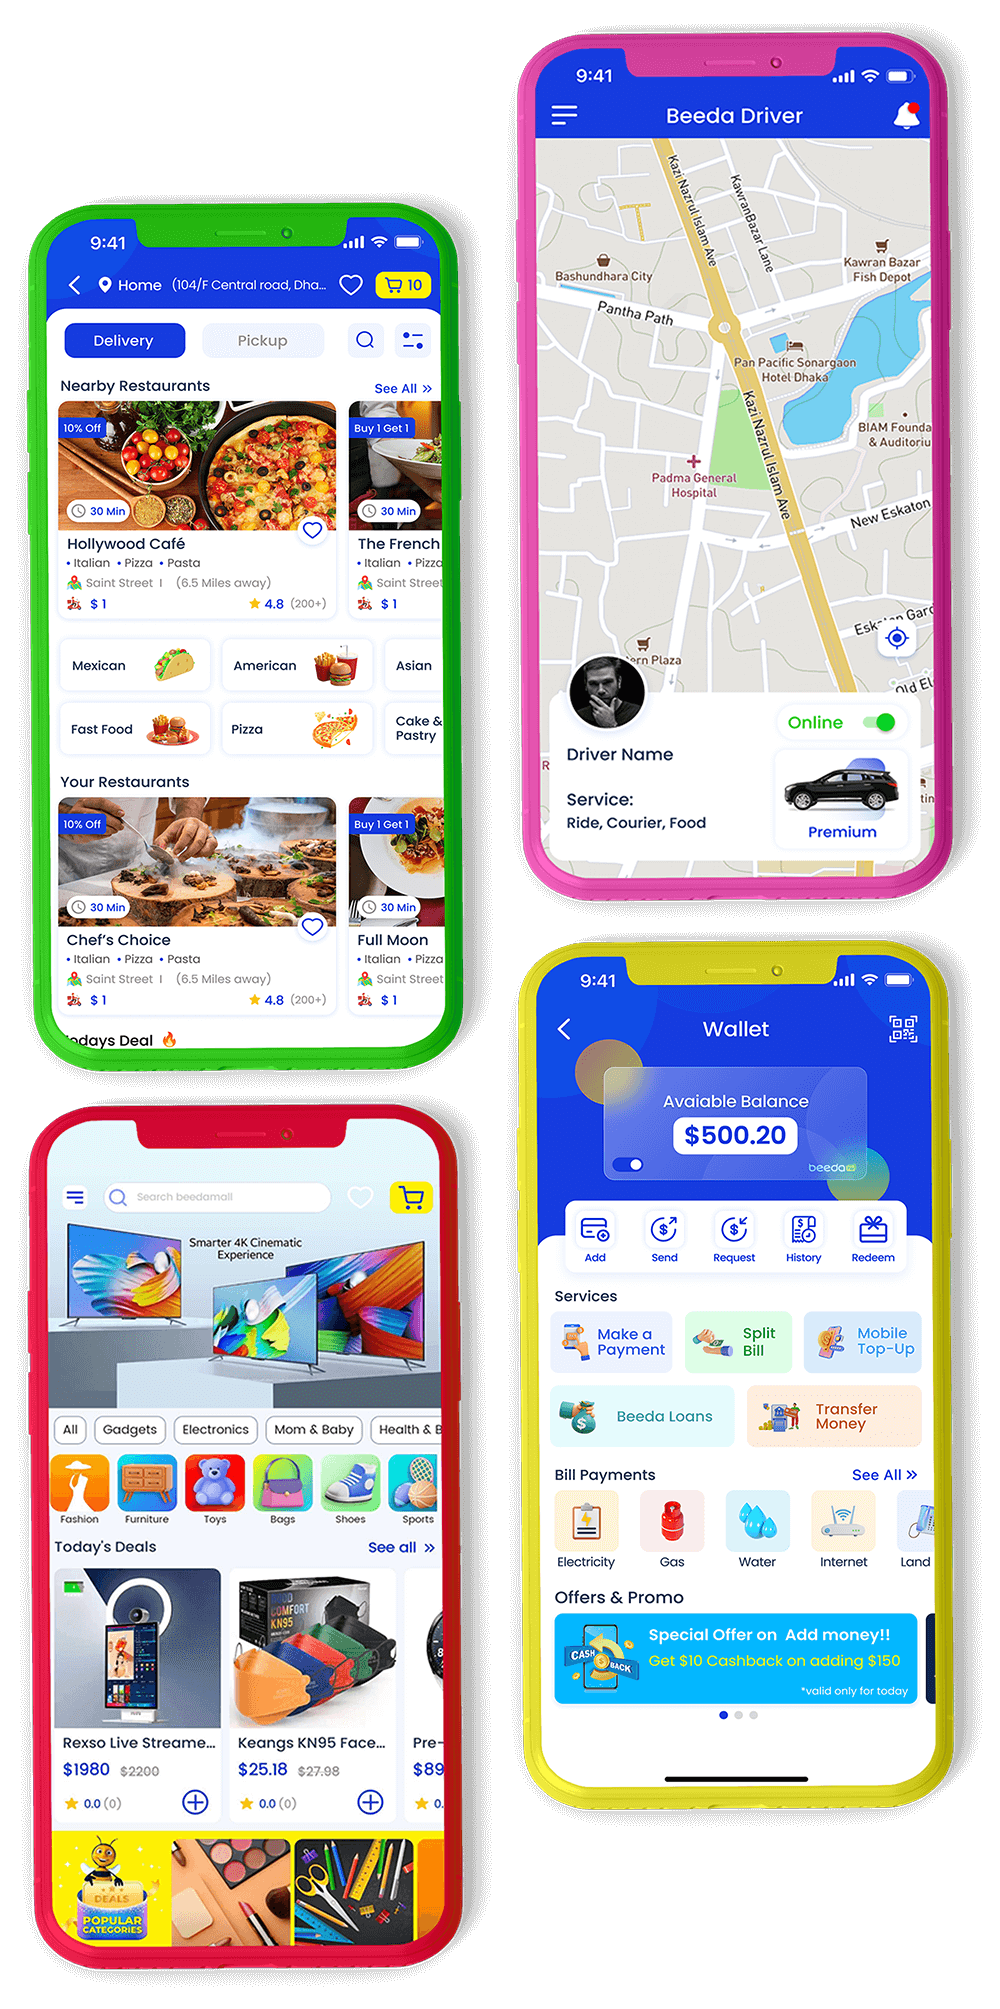 9:41
Home (104/F Central road, Dha...
10
Delivery
Pickup
Nearby Restaurants
See All »
10% Off
Buy 1 Get 1
30 Min
30 Min
Hollywood Café
The French
• Italian • Pizza • Pasta
• Italian • Pizza
Saint Street I (6.5 Miles away)
Saint Street
$ 1
4.8 (200+)
$ 1
Mexican
American
Asian
Fast Food
Pizza
Cake &
Pastry
Your Restaurants
10% Off
Buy 1 Get 1
30 Min
30 Min
Chef's Choice
Full Moon
• Italian • Pizza • Pasta
• Italian • Pizza
Saint Street I (6.5 Miles away)
Saint Street
$ 1
4.8 (200+)
$ 1
odays Deal
9:41
Beeda Driver
Kazi Nazrul Islam Ave
KawranBazar Lane
Kawran Bazar
Fish Depot
Bashundhara City
Pantha Path
Pan Pacific Sonargaon
Hotel Dhaka
Kazi Nazrul Islam Ave
BIAM Founda
& Auditoriu
Padma General
Hospital
New Eskaton
Eskaton Gard
ern Plaza
Old El
Online
Driver Name
Service:
Ride, Courier, Food
Premium
R
tin
Search beedamall
Smarter 4K Cinematic
Experience
All
Gadgets
Electronics
Mom & Baby
Health & B
Fashion
Furniture
Toys
Bags
Shoes
Sports
Today's Deals
See all »
COMFORT
KN95
Rexso Live Streame...
Keangs KN95 Face...
Pre-
$1980 $2200
$25.18 $27.98
$89
0.0 (0)
0.0 (0)
0.
DEALS
POPULAR
CATEGORIES
9:41
Wallet
Avaiable Balance
$500.20
beeda
Add
Send
Request
History
Redeem
Services
Make a
Payment
Split
Bill
Mobile
Top-Up
Beeda Loans
Transfer
Money
Bill Payments
See All »
Electricity
Gas
Water
Internet
Land
Offers & Promo
CASH BACK
Special Offer on Add money!!
Get $10 Cashback on adding $150
*valid only for today